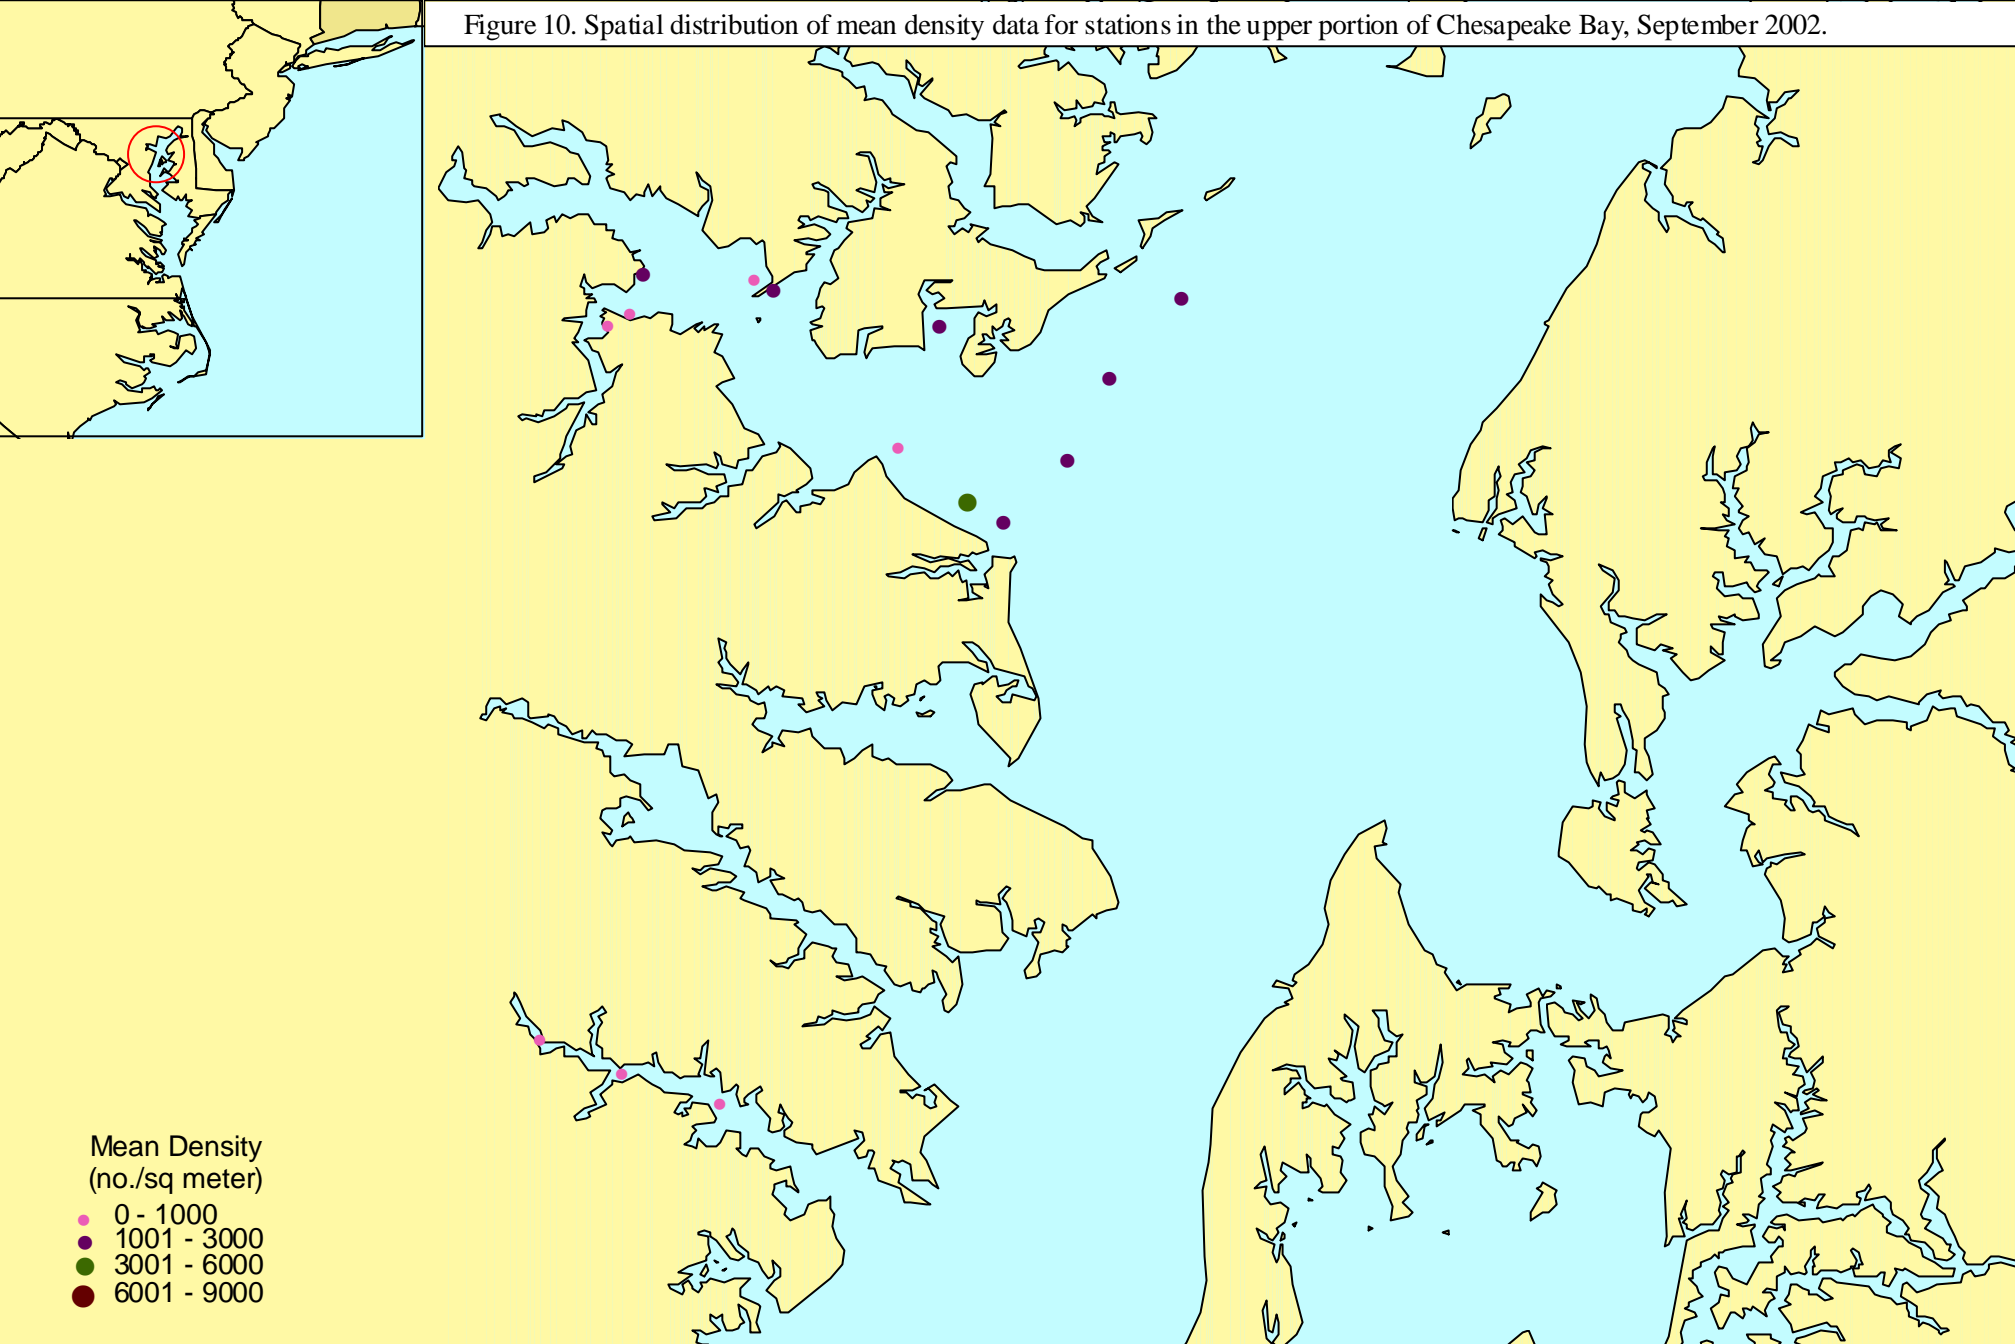 Figure 10. Spatial distribution of mean density data for stations in the upper portion of Chesapeake Bay, September 2002.
Mean Density
(no./sq meter)
0 - 1000
1001 - 3000
3001 - 6000
6001 - 9000